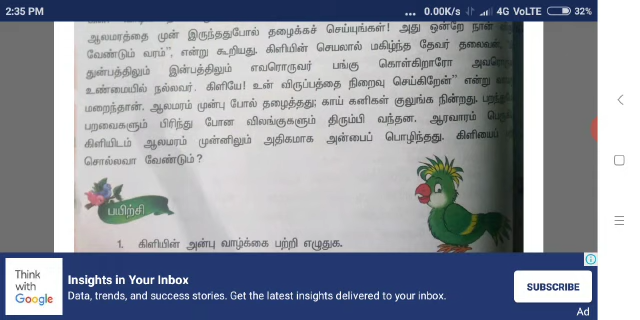 2:35 PM
... 0.00K/s 4G VoLTE 32%
ஆலமரத்தை முன் இருந்ததுபோல் தழைக்கச் செய்யுங்கள்! அது ஒன்றே நான்
வேண்டும் வரம்", என்று கூறியது. கிளியின் செயலால் மகிழ்ந்த தேவர் தலைவன்,
துன்பத்திலும் இன்பத்திலும் எவரொருவர் பங்கு கொள்கிறாரோ
உண்மையில் நல்லவர். கிளியே! உன் விருப்பத்தை நிறைவு செய்கிறேன்" என்று
மறைந்தான். ஆலமரம் முன்பு போல் தழைத்தது; காய் கனிகள் குலுங்க நின்றது.
பறவைகளும் பிரிந்து போன விலங்குகளும் திரும்பி வந்தன. ஆரவாரம்
கிளியிடம் ஆலமரம் முன்னிலும் அதிகமாக அன்பைப் பொழிந்தது. கிளியைப்
சொல்லவா வேண்டும்?
பயிற்சி
1. கிளியின் அன்பு வாழ்க்கை பற்றி எழுதுக.
Think
with
Google
Insights in Your Inbox
Data, trends, and success stories. Get the latest insights delivered to your inbox.
SUBSCRIBE
Ad